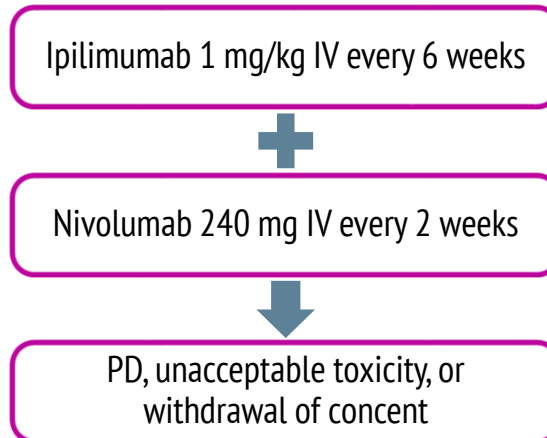 Ipilimumab 1 mg/kg IV every 6 weeks
Nivolumab 240 mg IV every 2 weeks
PD, unacceptable toxicity, or
withdrawal of concent